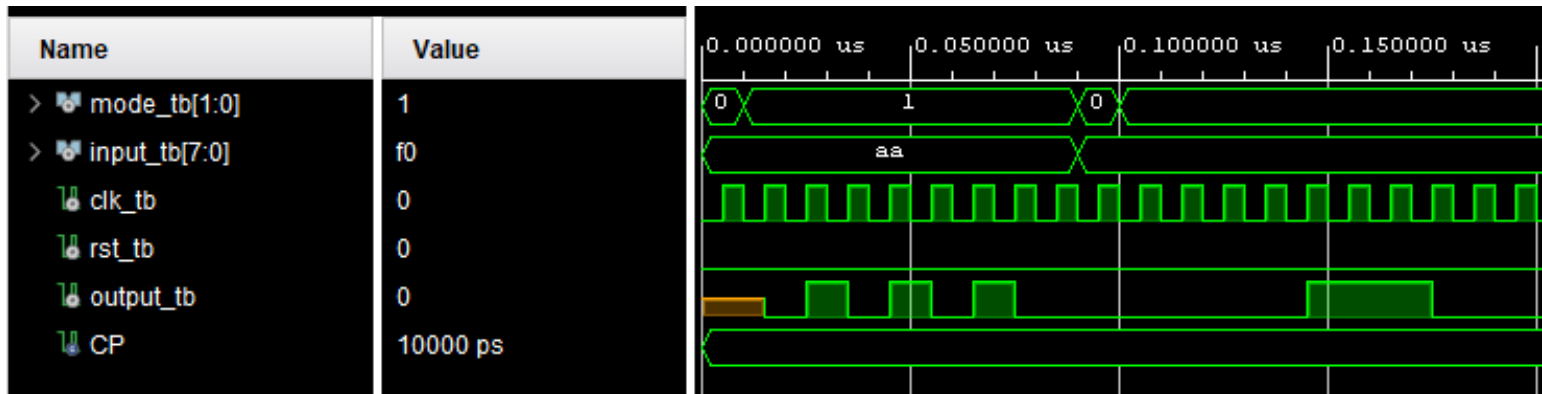 Name Value 0.000000 us 0.050000 us 0.100000 us 0.150000 us
> mode_tb[1:0] 1 0 1 0
> input_tb[7:0] f0 aa
clk_tb 0
rst_tb 0
output_tb 0
CP 10000 ps